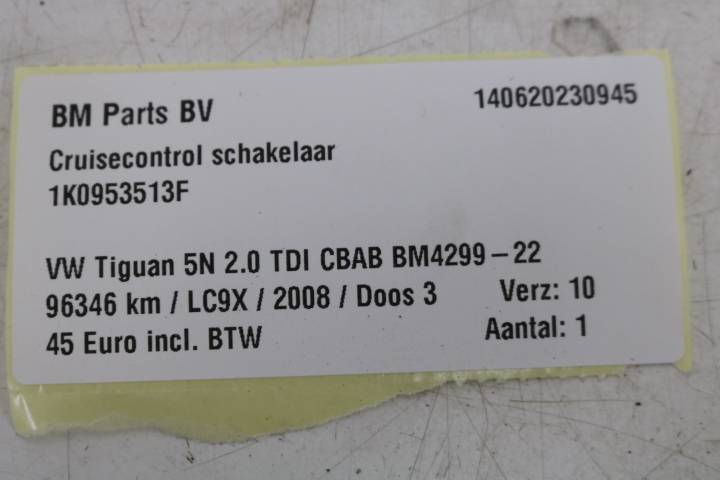 BM Parts BV 140620230945
Cruisecontrol schakelaar
1K0953513F
VW Tiguan 5N 2.0 TDI CBAB BM4299-22
96346 km / LC9X / 2008 / Doos 3 Verz: 10
45 Euro incl. BTW Aantal: 1